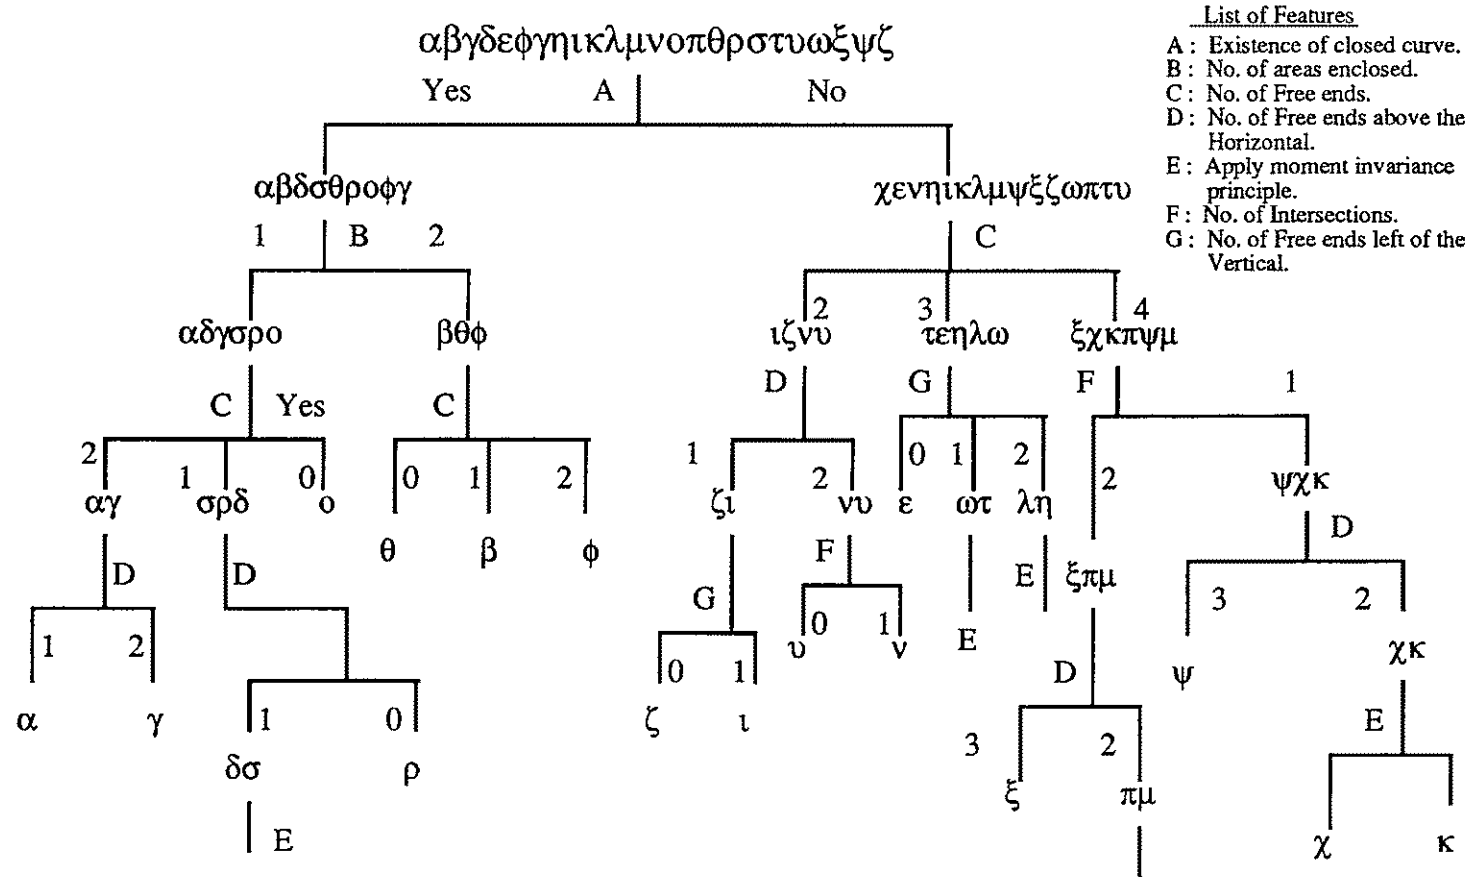 αβγδεφγηικλμνοπθρστυωξψζ
List of Features
A : Existence of closed curve.
B : No. of areas enclosed.
C : No. of Free ends.
D : No. of Free ends above the
Horizontal.
E : Apply moment invariance
principle.
F : No. of Intersections.
G : No. of Free ends left of the
Vertical.
Yes A No
αβδσθροφγ χενηικλμψξζωπτυ
1 B 2 C
2 3 4
αδγσρο βθφ ιζνυ τεηλω ξχκπψμ
D G F 1
C Yes C
2 1 0 0 1 2 1 2 0 1 2 2
αγ σρδ ο ζι νυ ε ωτ λη ψχκ
θ β φ F D
D D E ξπμ
1 2 G 0 1 E 3 2
υ ν D χκ
ψ
0 1
α γ 1 0 ζ ι E
3 2
δσ ρ ξ πμ
E χ κ